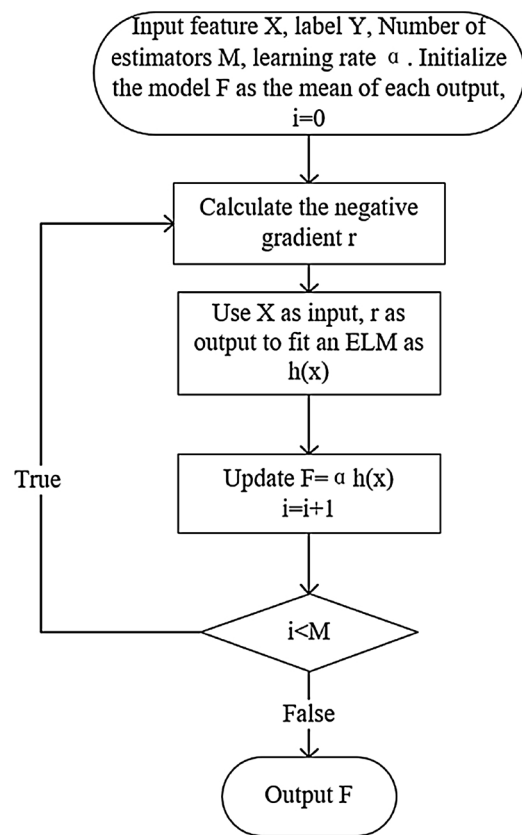 Input feature X, label Y, Number of
estimators M, learning rate α . Initialize
the model F as the mean of each output,
i=0
Calculate the negative
gradient r
Use X as input, r as
output to fit an ELM as
h(x)
True
Update F= α h(x)
i=i+1
i<M
False
Output F